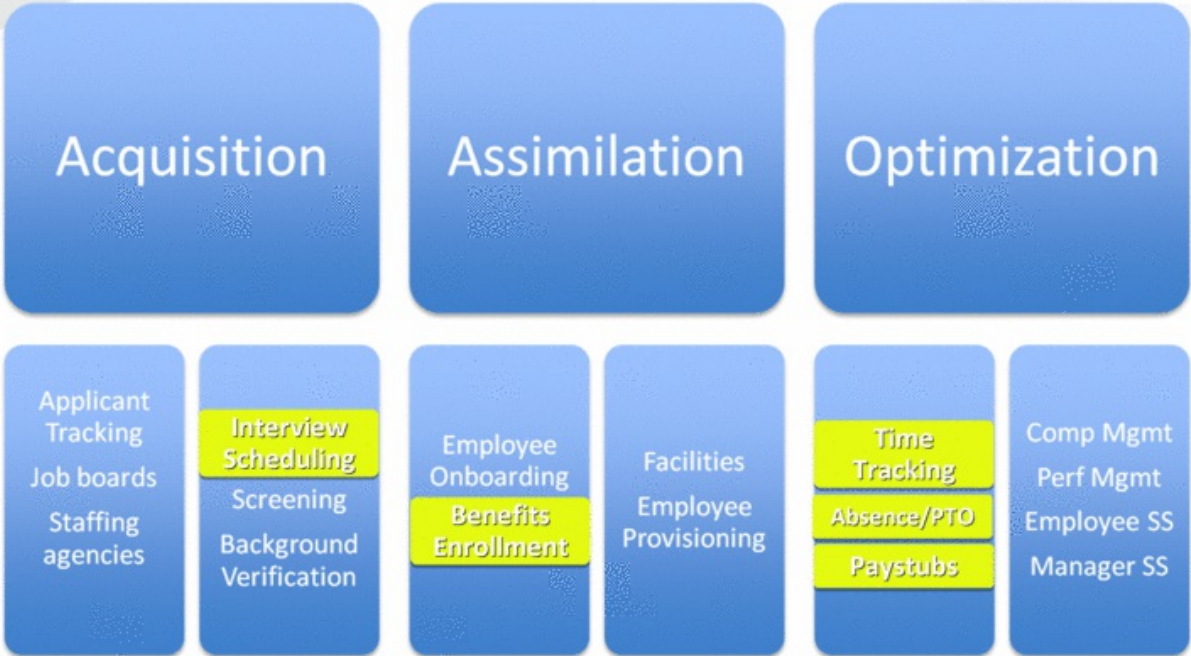 Acquisition
Assimilation
Optimization
Applicant
Tracking
Job boards
Staffing
agencies
Interview
Scheduling
Screening
Background
Verification
Employee
Onboarding
Benefits
Enrollment
Facilities
Employee
Provisioning
Time
Tracking
Absence/PTO
Paystubs
Comp Mgmt
Perf Mgmt
Employee SS
Manager SS